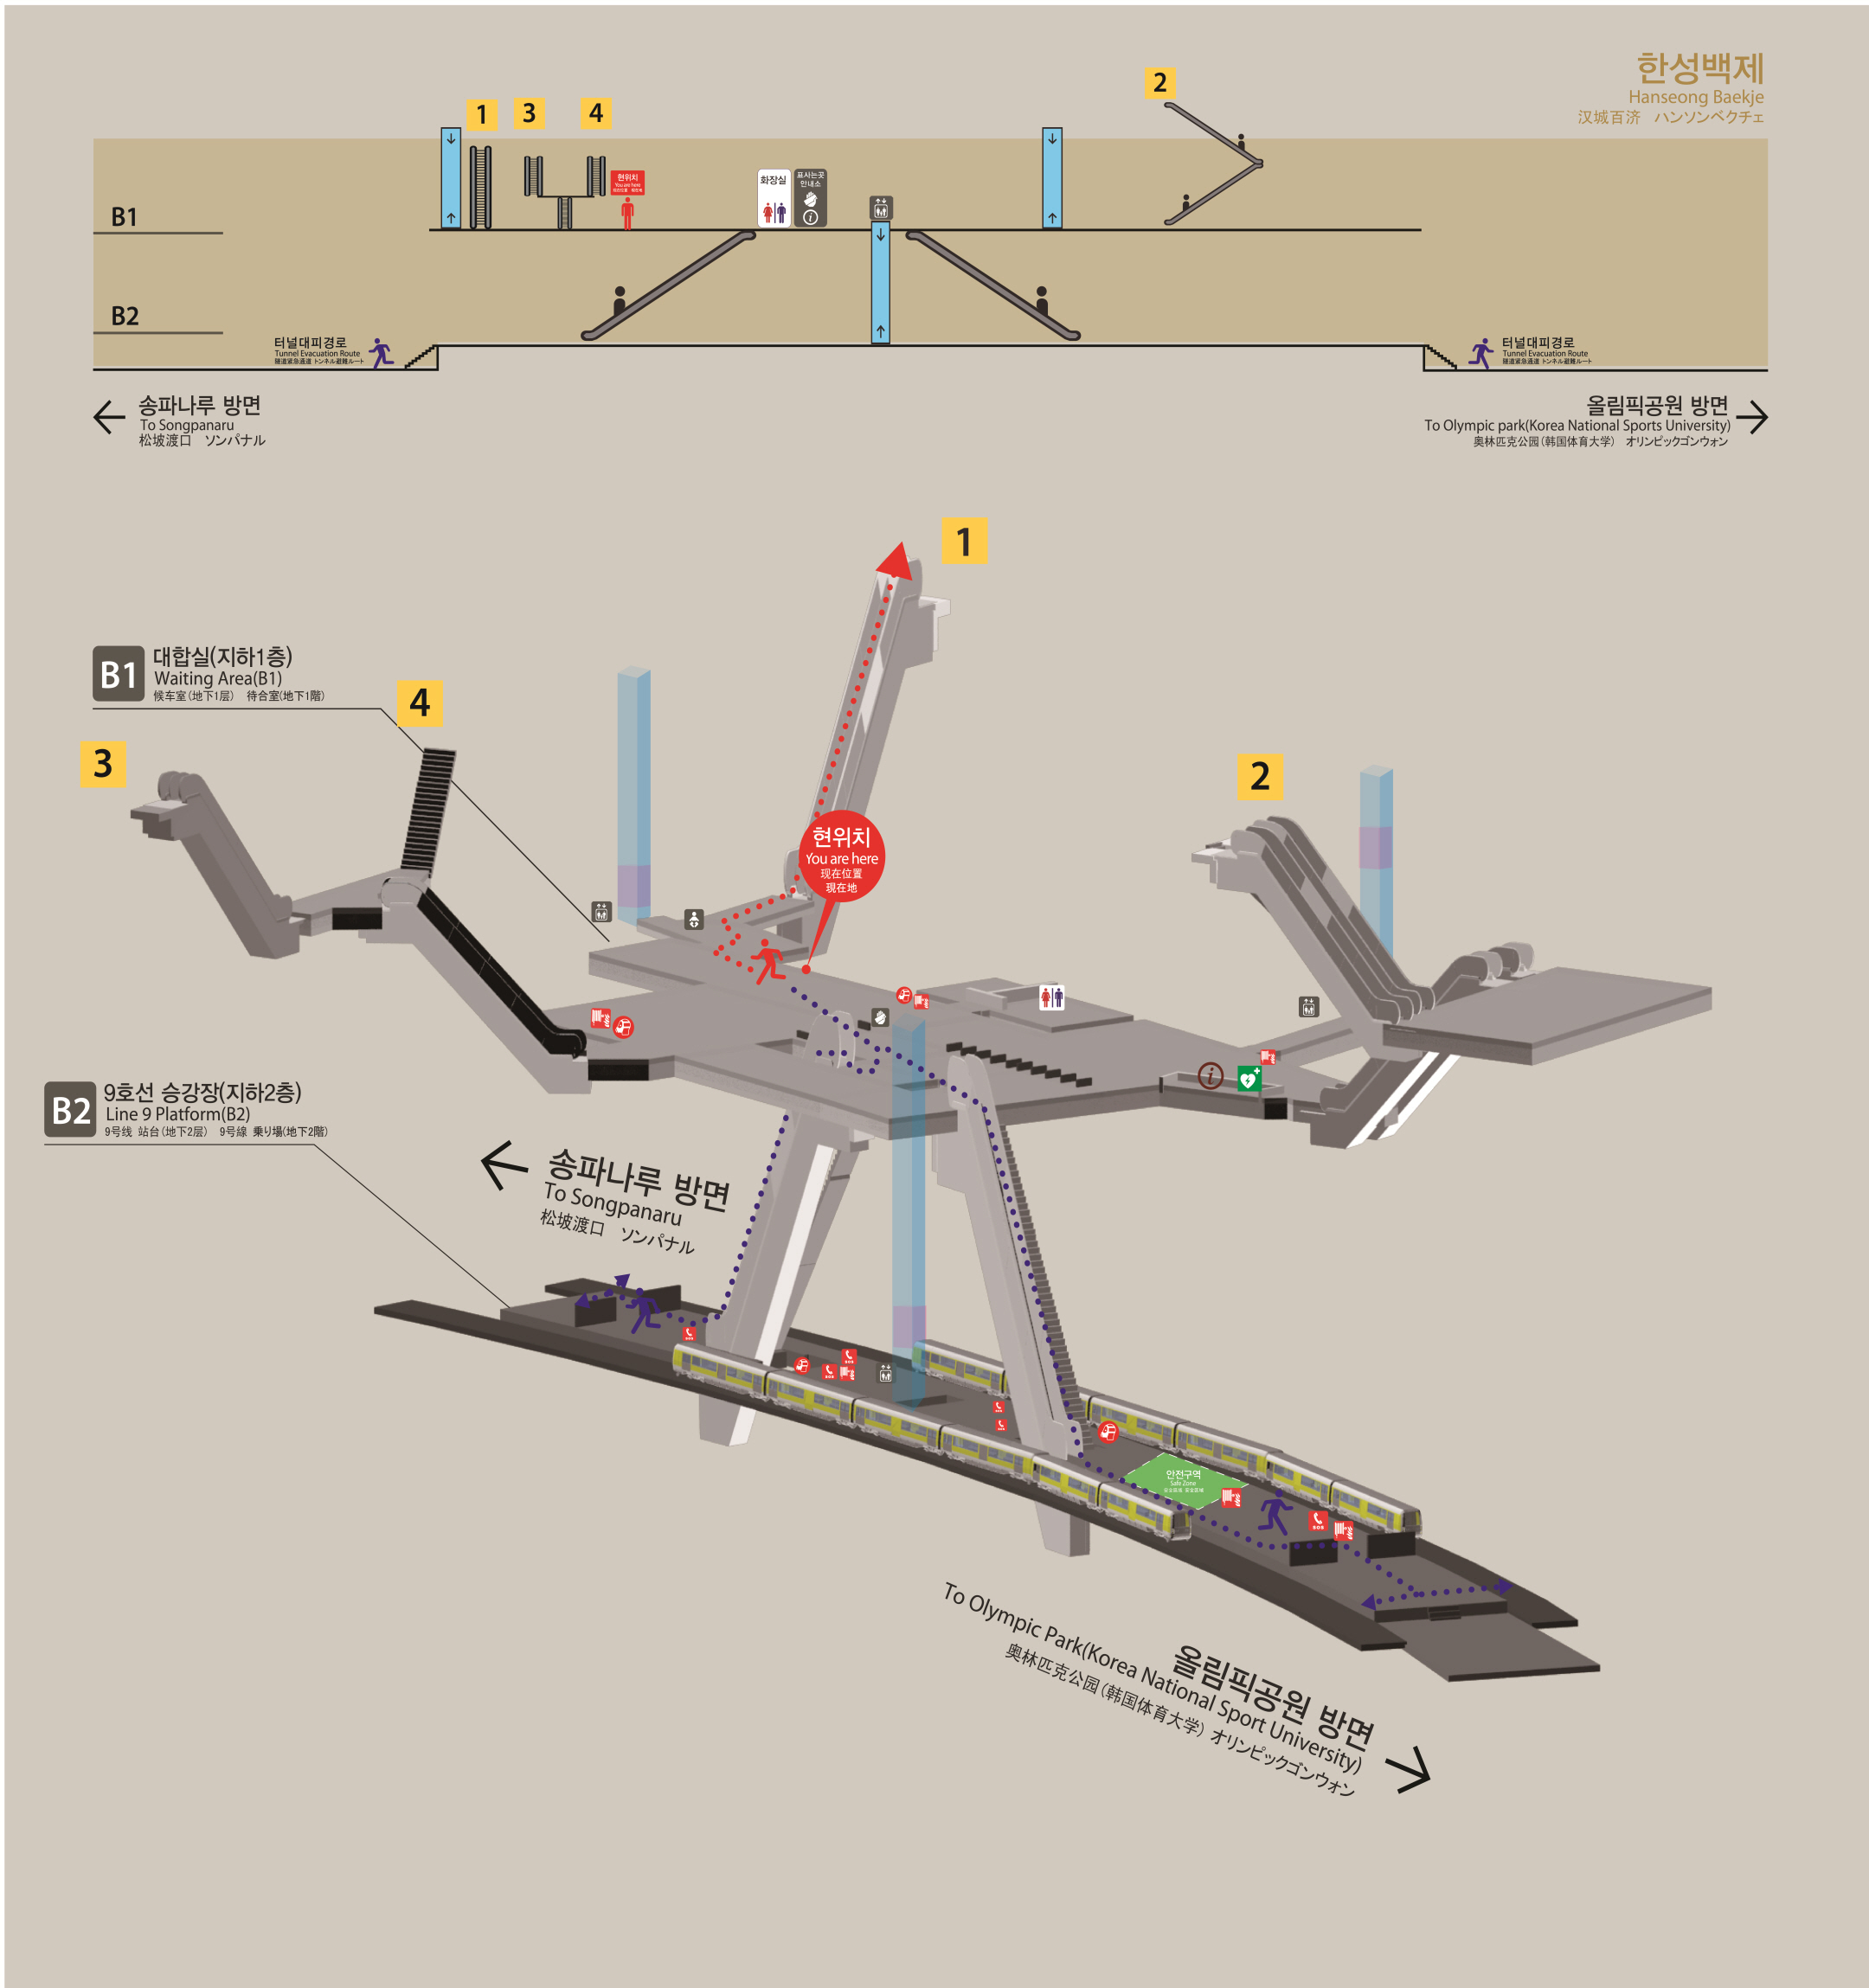 한성백제
Hanseong Baekje
汉城百济 ハンソンベクチェ
1
3
4
2
현위치
You are here
화장실
표사는곳
안내소
B1
B2
터널대피경로
Tunnel Evacuation Route
隧道紧急通道 トンネル避難ルート
터널대피경로
Tunnel Evacuation Route
隧道紧急通道 トンネル避難ルート
송파나루 방면
To Songpanaru
松坡渡口 ソンパナル
올림픽공원 방면
To Olympic park(Korea National Sports University)
奥林匹克公园(韩国体育大学) オリンピックゴンウォン
1
B1
대합실(지하1층)
Waiting Area(B1)
候车室(地下1层) 待合室(地下1階)
4
3
2
현위치
You are here
现在位置
現在地
B2
9호선 승강장(지하2층)
Line 9 Platform(B2)
9号线 站台(地下2层) 9号線 乗り場(地下2階)
송파나루 방면
To Songpanaru
松坡渡口 ソンパナル
안전구역
Safe Zone
올림픽공원 방면
To Olympic Park(Korea National Sport University)
奥林匹克公园(韩国体育大学) オリンピックゴンウォン